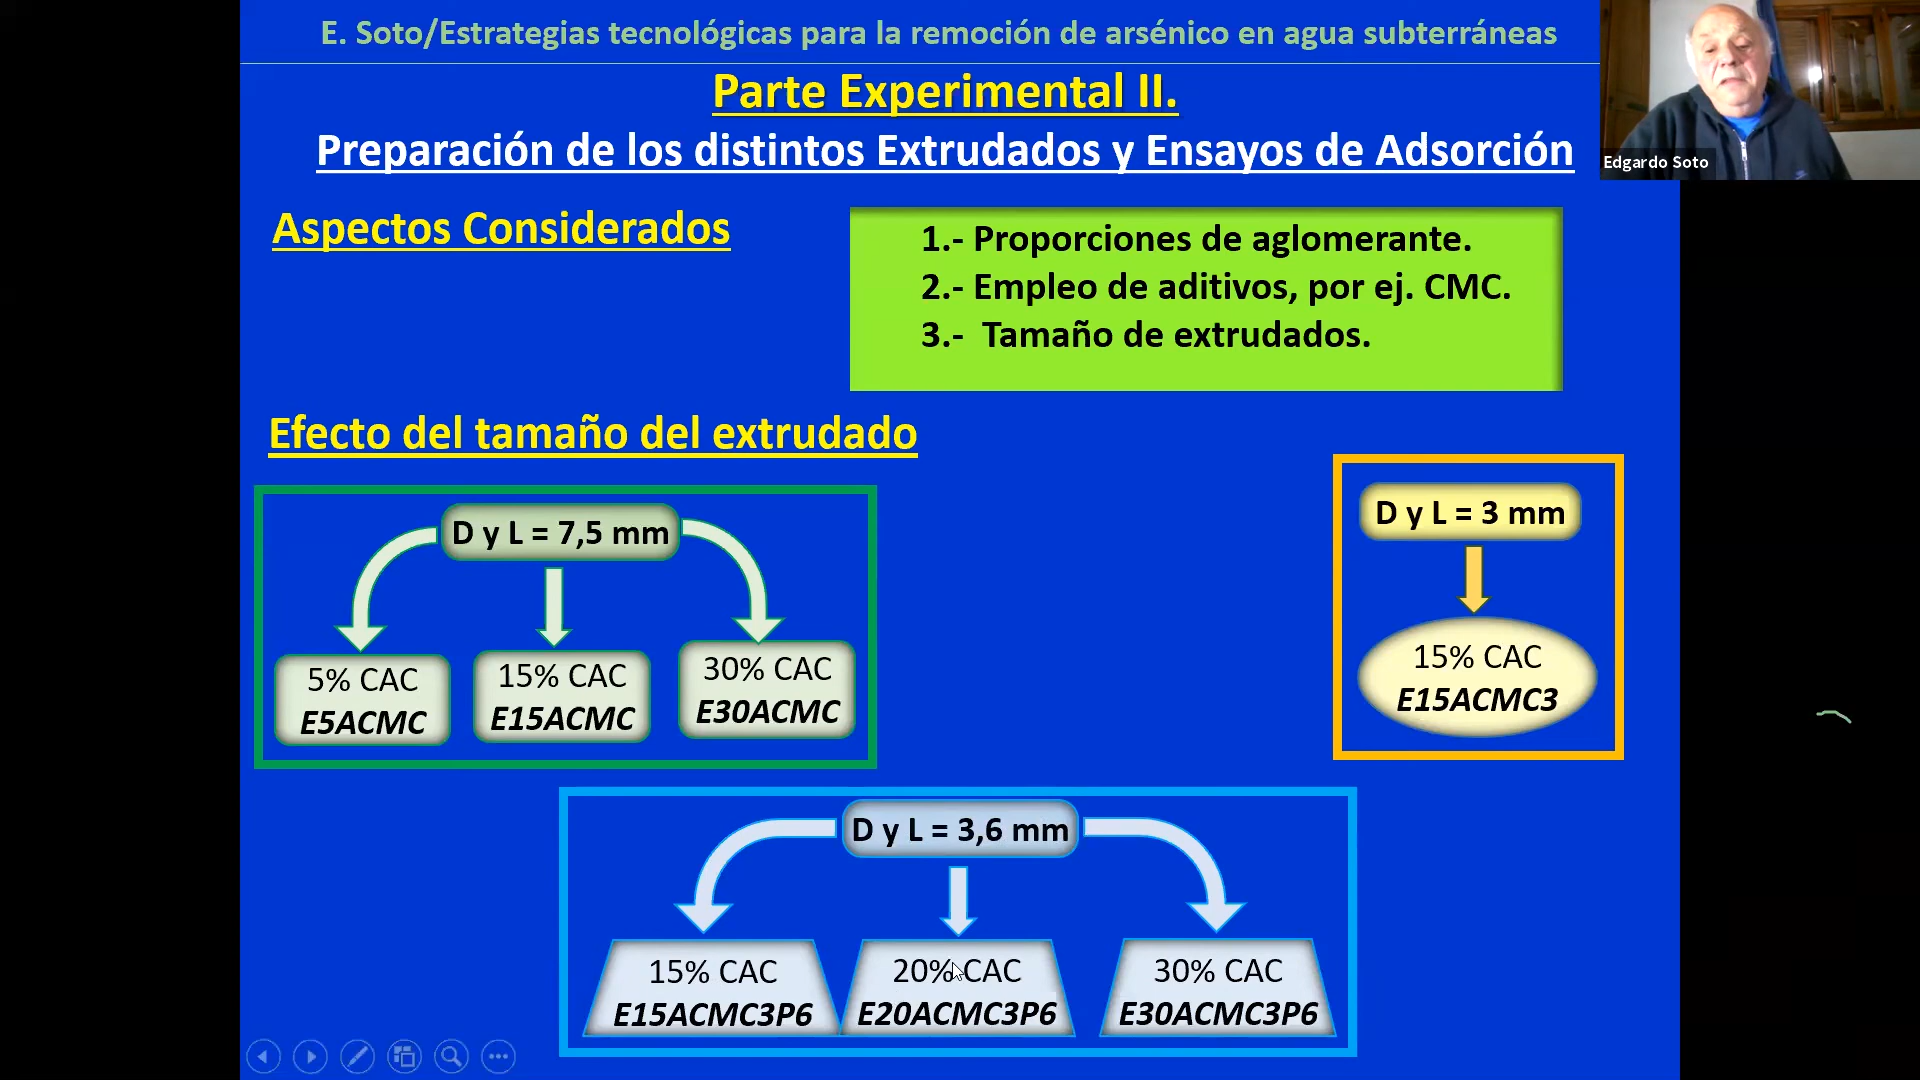 E. Soto/Estrategias tecnológicas para la remoción de arsénico en agua subterráneas
Parte Experimental II.
Preparación de los distintos Extrudados y Ensayos de Adsorción
Edgardo Soto
Aspectos Considerados
1.- Proporciones de aglomerante.
2.- Empleo de aditivos, por ej. CMC.
3.- Tamaño de extrudados.
Efecto del tamaño del extrudado
D y L = 7,5 mm
5% CAC
E5ACMC
15% CAC
E15ACMC
30% CAC
E30ACMC
D y L = 3 mm
15% CAC
E15ACMC3
D y L = 3,6 mm
15% CAC
E15ACMC3P6
20% CAC
E20ACMC3P6
30% CAC
E30ACMC3P6